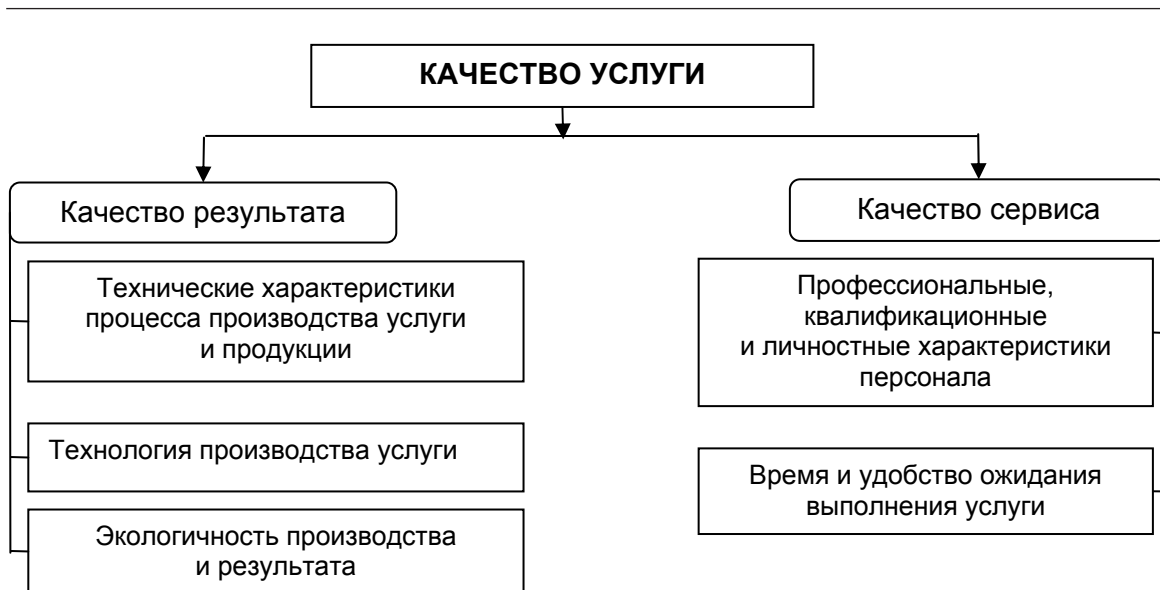 КАЧЕСТВО УСЛУГИ
Качество результата
Качество сервиса
Технические характеристики
процесса производства услуги
и продукции
Технология производства услуги
Экологичность производства
и результата
Профессиональные,
квалификационные
и личностные характеристики
персонала
Время и удобство ожидания
выполнения услуги